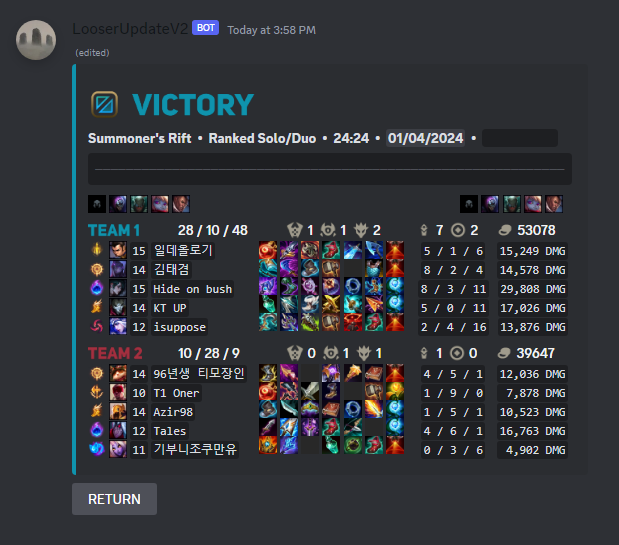 LooserUpdateV2 BOT Today at 3:58 PM
(edited)
VICTORY
Summoner's Rift • Ranked Solo/Duo • 24:24 • 01/04/2024 •
TEAM 1 28 / 10 / 48 1 1 2 7 2 53078
15 일데올로기 5 / 1 / 6 15,249 DMG
14 김태겸 8 / 2 / 4 14,578 DMG
15 Hide on bush 8 / 3 / 11 29,808 DMG
14 KT UP 5 / 0 / 11 17,026 DMG
12 isuppose 2 / 4 / 16 13,876 DMG
TEAM 2 10 / 28 / 9 0 1 1 1 0 39647
14 96년생 티모장인 4 / 5 / 1 12,036 DMG
10 T1 Oner 1 / 9 / 0 7,878 DMG
14 Azir98 1 / 5 / 1 10,523 DMG
12 Tales 4 / 6 / 1 16,763 DMG
11 기부니조쿠만유 0 / 3 / 6 4,902 DMG
RETURN